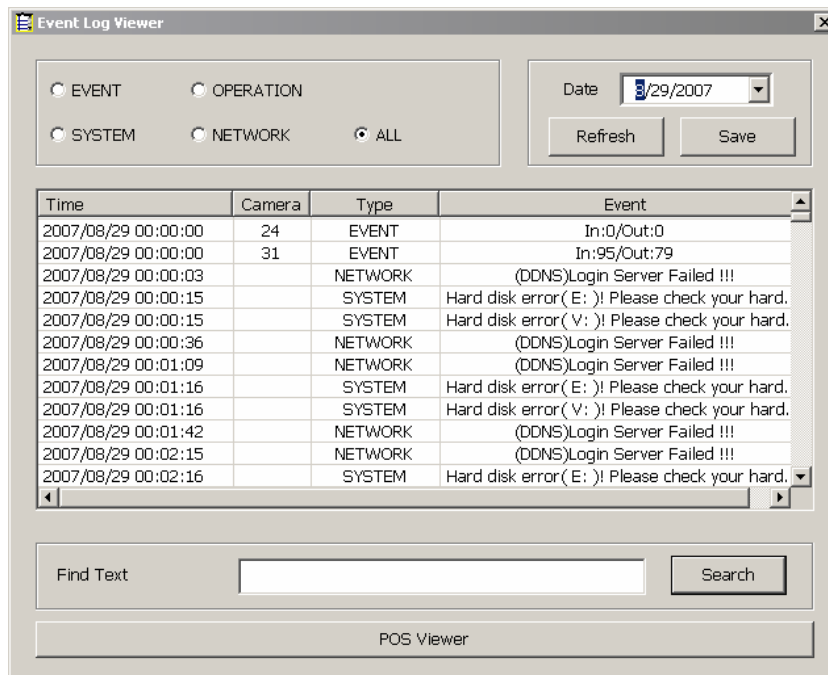 Event Log Viewer
EVENT OPERATION
SYSTEM NETWORK ALL
Date 8/29/2007
Refresh Save
Time Camera Type Event
2007/08/29 00:00:00 24 EVENT In:0/Out:0
2007/08/29 00:00:00 31 EVENT In:95/Out:79
2007/08/29 00:00:03 NETWORK (DDNS)Login Server Failed !!!
2007/08/29 00:00:15 SYSTEM Hard disk error( E: )! Please check your hard.
2007/08/29 00:00:15 SYSTEM Hard disk error( V: )! Please check your hard.
2007/08/29 00:00:36 NETWORK (DDNS)Login Server Failed !!!
2007/08/29 00:01:09 NETWORK (DDNS)Login Server Failed !!!
2007/08/29 00:01:16 SYSTEM Hard disk error( E: )! Please check your hard.
2007/08/29 00:01:16 SYSTEM Hard disk error( V: )! Please check your hard.
2007/08/29 00:01:42 NETWORK (DDNS)Login Server Failed !!!
2007/08/29 00:02:15 NETWORK (DDNS)Login Server Failed !!!
2007/08/29 00:02:16 SYSTEM Hard disk error( E: )! Please check your hard.
Find Text Search
POS Viewer